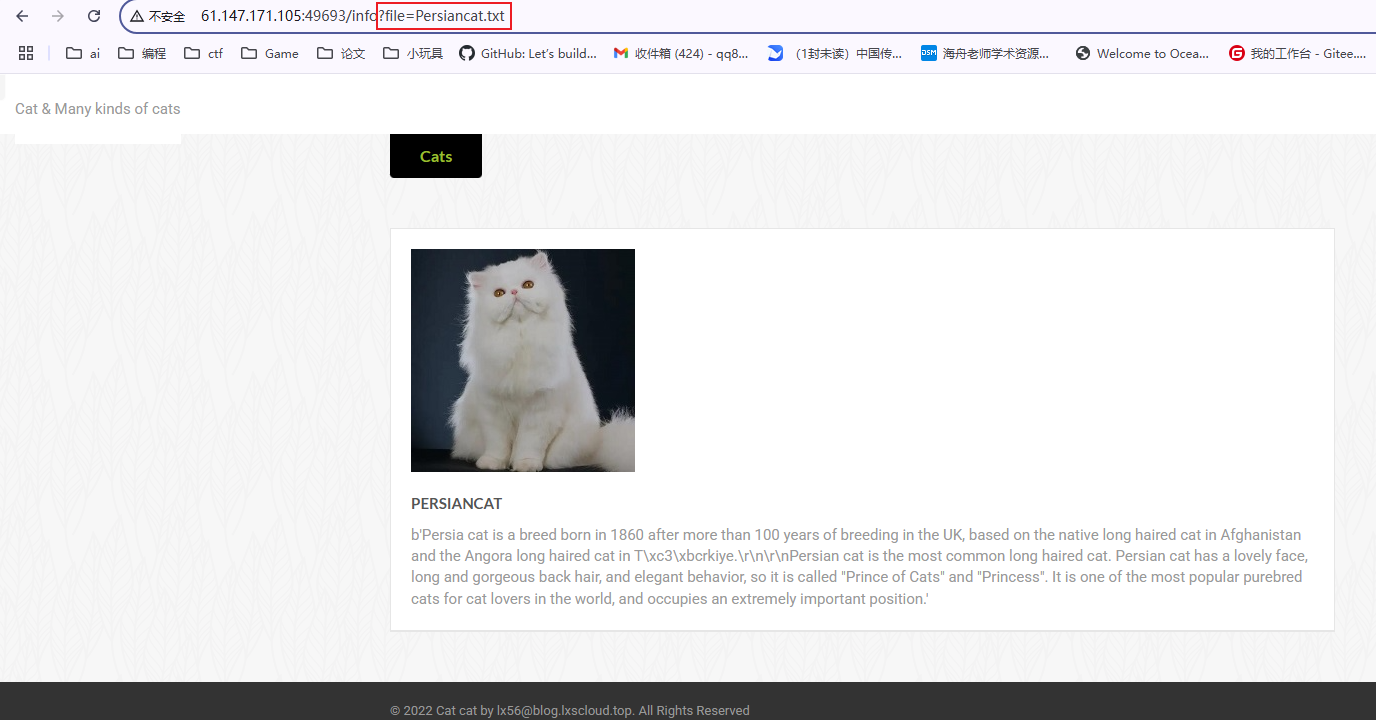 不安全 61.147.171.105:49693/info?file=Persiancat.txt
ai 编程 ctf Game 论文 小玩具 GitHub: Let's build... 收件箱 (424) - qq8... （1封未读）中国传... 海舟老师学术资源... Welcome to Ocea... 我的工作台 - Gitee....
Cat & Many kinds of cats
Cats
PERSIANCAT
b'Persia cat is a breed born in 1860 after more than 100 years of breeding in the UK, based on the native long haired cat in Afghanistan
and the Angora long haired cat in T\xc3\xbcrkiye.\r\n\r\nPersian cat is the most common long haired cat. Persian cat has a lovely face,
long and gorgeous back hair, and elegant behavior, so it is called "Prince of Cats" and "Princess". It is one of the most popular purebred
cats for cat lovers in the world, and occupies an extremely important position.'
© 2022 Cat cat by lx56@blog.lxscloud.top. All Rights Reserved